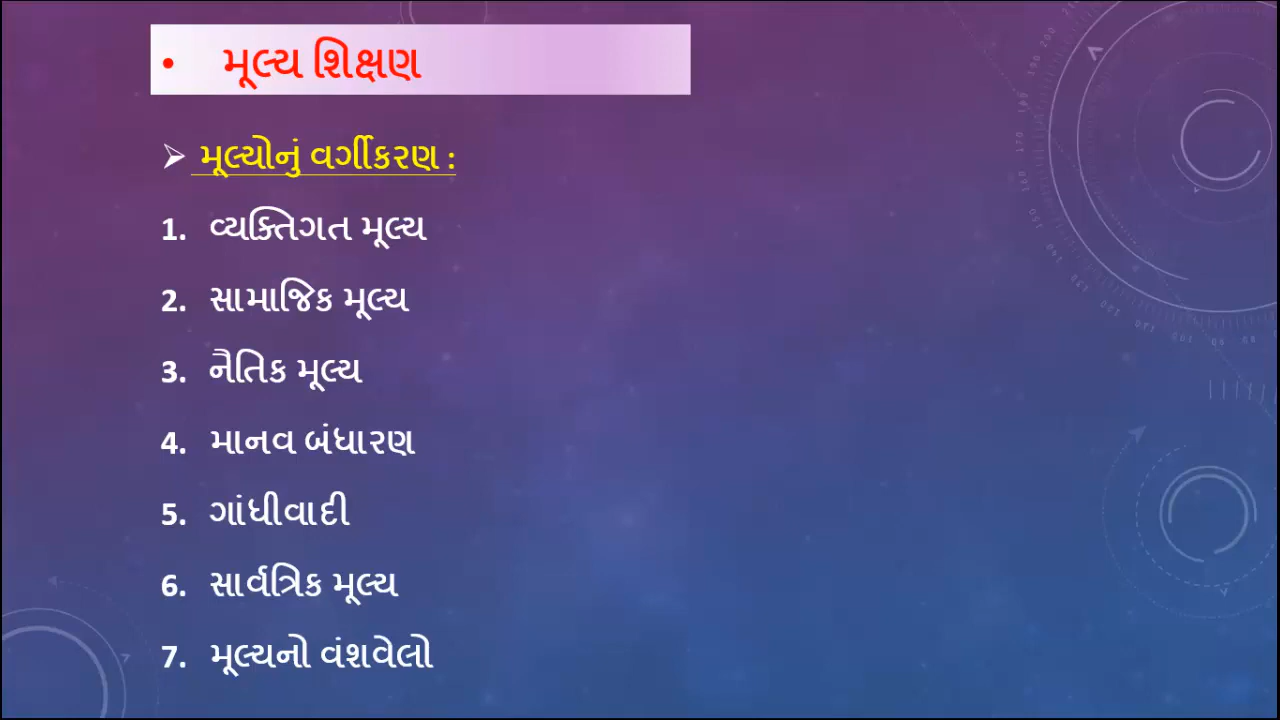 • મૂલ્ય શિક્ષણ
➢ મૂલ્યોનું વર્ગીકરણ :
1. વ્યક્તિગત મૂલ્ય
2. સામાજિક મૂલ્ય
3. નૈતિક મૂલ્ય
4. માનવ બંધારણ
5. ગાંધીવાદી
6. સાર્વત્રિક મૂલ્ય
7. મૂલ્યનો વંશવેલો